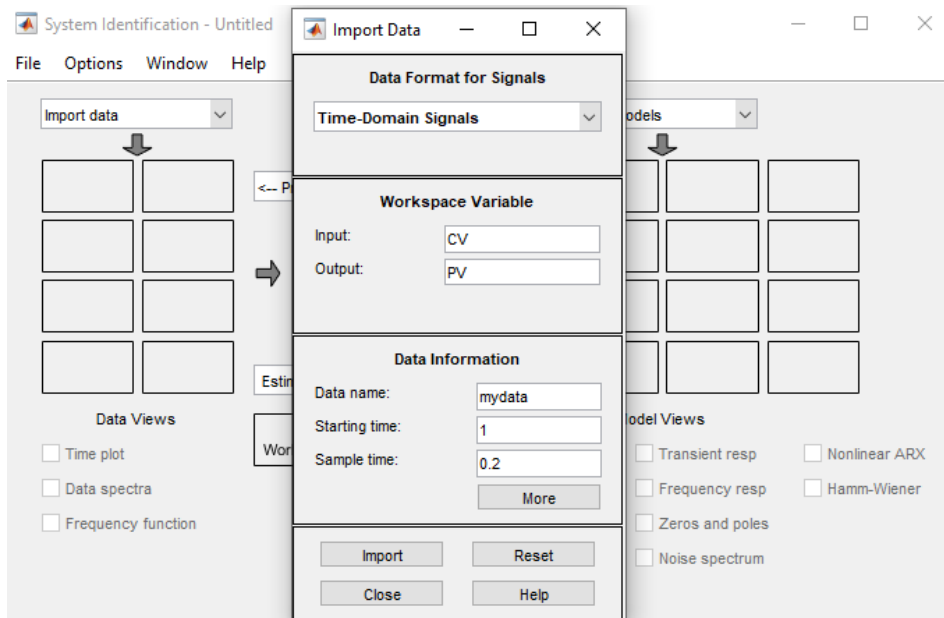 System Identification - Untitled
File Options Window Help
Import data
<-- P
Data Views
Time plot
Data spectra
Frequency function
Import Data
Data Format for Signals
Time-Domain Signals
Workspace Variable
Input: CV
Output: PV
Data Information
Data name: mydata
Starting time: 1
Sample time: 0.2
More
Import Reset
Close Help
odels
odel Views
Transient resp Nonlinear ARX
Frequency resp Hamm-Wiener
Zeros and poles
Noise spectrum
Estin
Wor